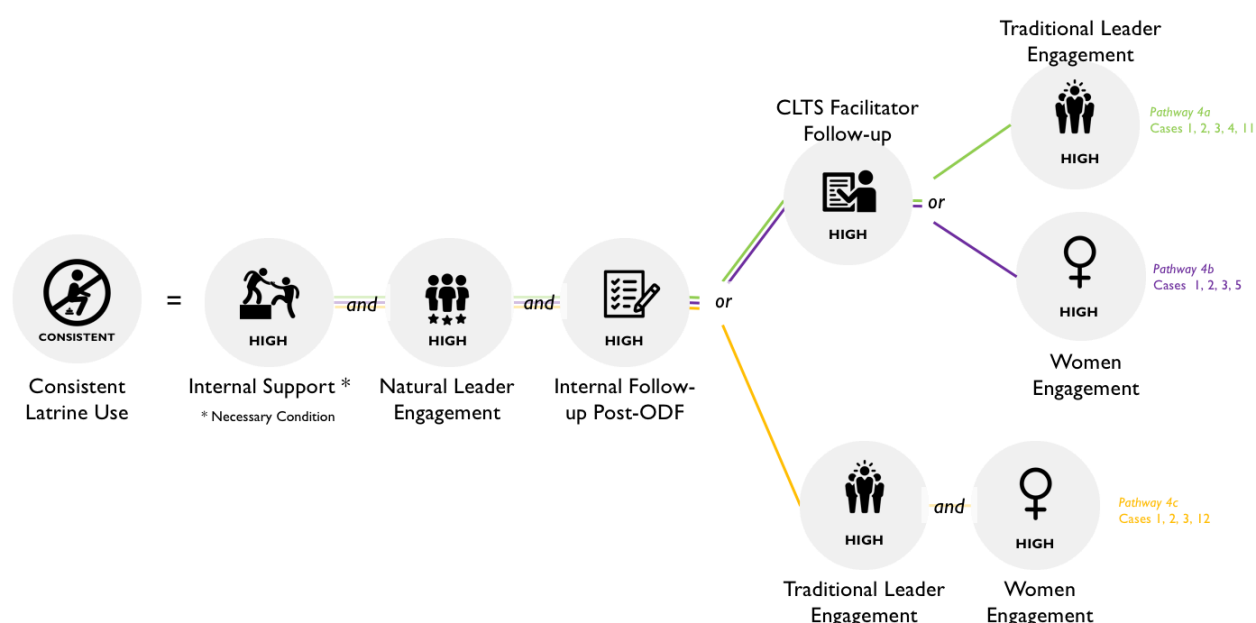 CONSISTENT
Consistent
Latrine Use
=
HIGH
Internal Support *
* Necessary Condition
and
HIGH
Natural Leader
Engagement
and
HIGH
Internal Follow-
up Post-ODF
or
CLTS Facilitator
Follow-up
HIGH
or
Traditional Leader
Engagement
HIGH
Pathway 4a
Cases 1, 2, 3, 4, 11
HIGH
Women
Engagement
Pathway 4b
Cases 1, 2, 3, 5
HIGH
Traditional Leader
Engagement
and
HIGH
Women
Engagement
Pathway 4c
Cases 1, 2, 3, 12